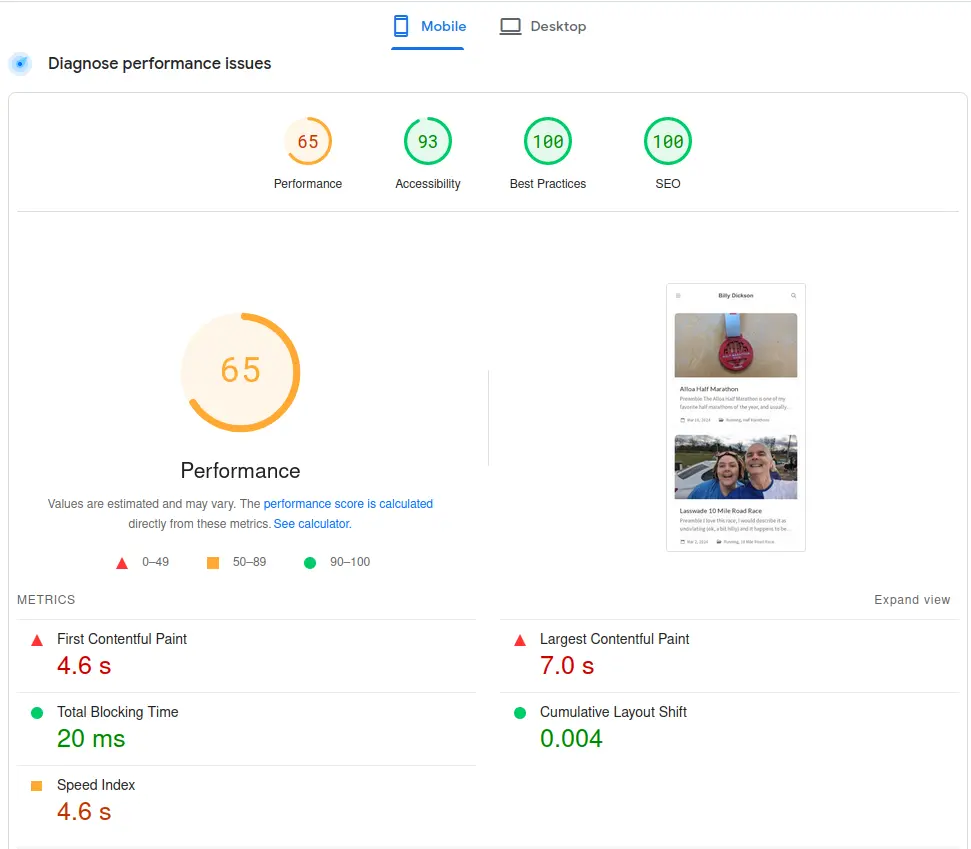 Mobile
Desktop
Diagnose performance issues
65
93
100
100
Performance
Accessibility
Best Practices
SEO
65
Performance
Values are estimated and may vary. The performance score is calculated
directly from these metrics. See calculator.
0–49
50–89
90–100
Billy Dickson
HALF MARATHON
Alloa Half Marathon
Preamble The Alloa Half Marathon is one of my
favorite half marathons of the year, and usually...
Mar 16, 2024 Running, Half Marathons
Lasswade 10 Mile Road Race
Preamble I love this race, I would describe it as
undulating (ok, a bit hilly) and it happens to be...
Mar 2, 2024 Running, 10 Mile Road Race
METRICS
Expand view
First Contentful Paint
4.6 s
Largest Contentful Paint
7.0 s
Total Blocking Time
20 ms
Cumulative Layout Shift
0.004
Speed Index
4.6 s